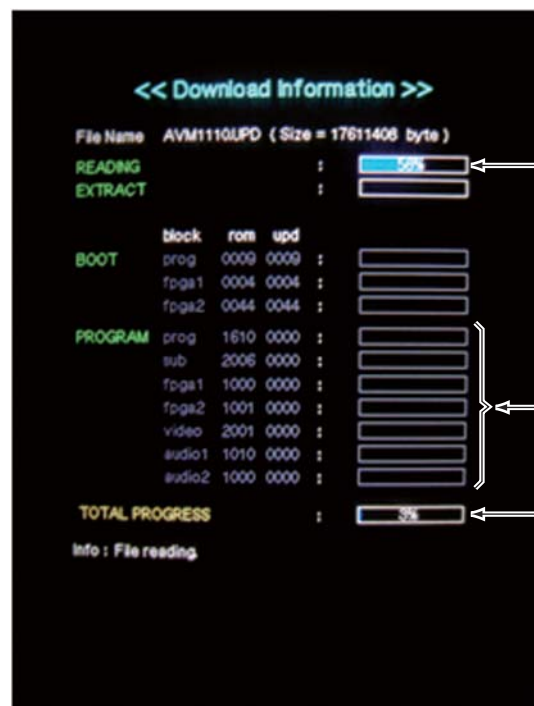 << Download Information >>
File Name AVM1110.UPD ( Size = 17611406 byte )
READING : 56%
EXTRACT :
block rom upd
BOOT prog 0009 0009 :
fpga1 0004 0004 :
fpga2 0044 0044 :
PROGRAM prog 1610 0000 :
sub 2006 0000 :
fpga1 1000 0000 :
fpga2 1001 0000 :
video 2001 0000 :
audio1 1010 0000 :
audio2 1000 0000 :
TOTAL PROGRESS : 3%
Info : File reading.